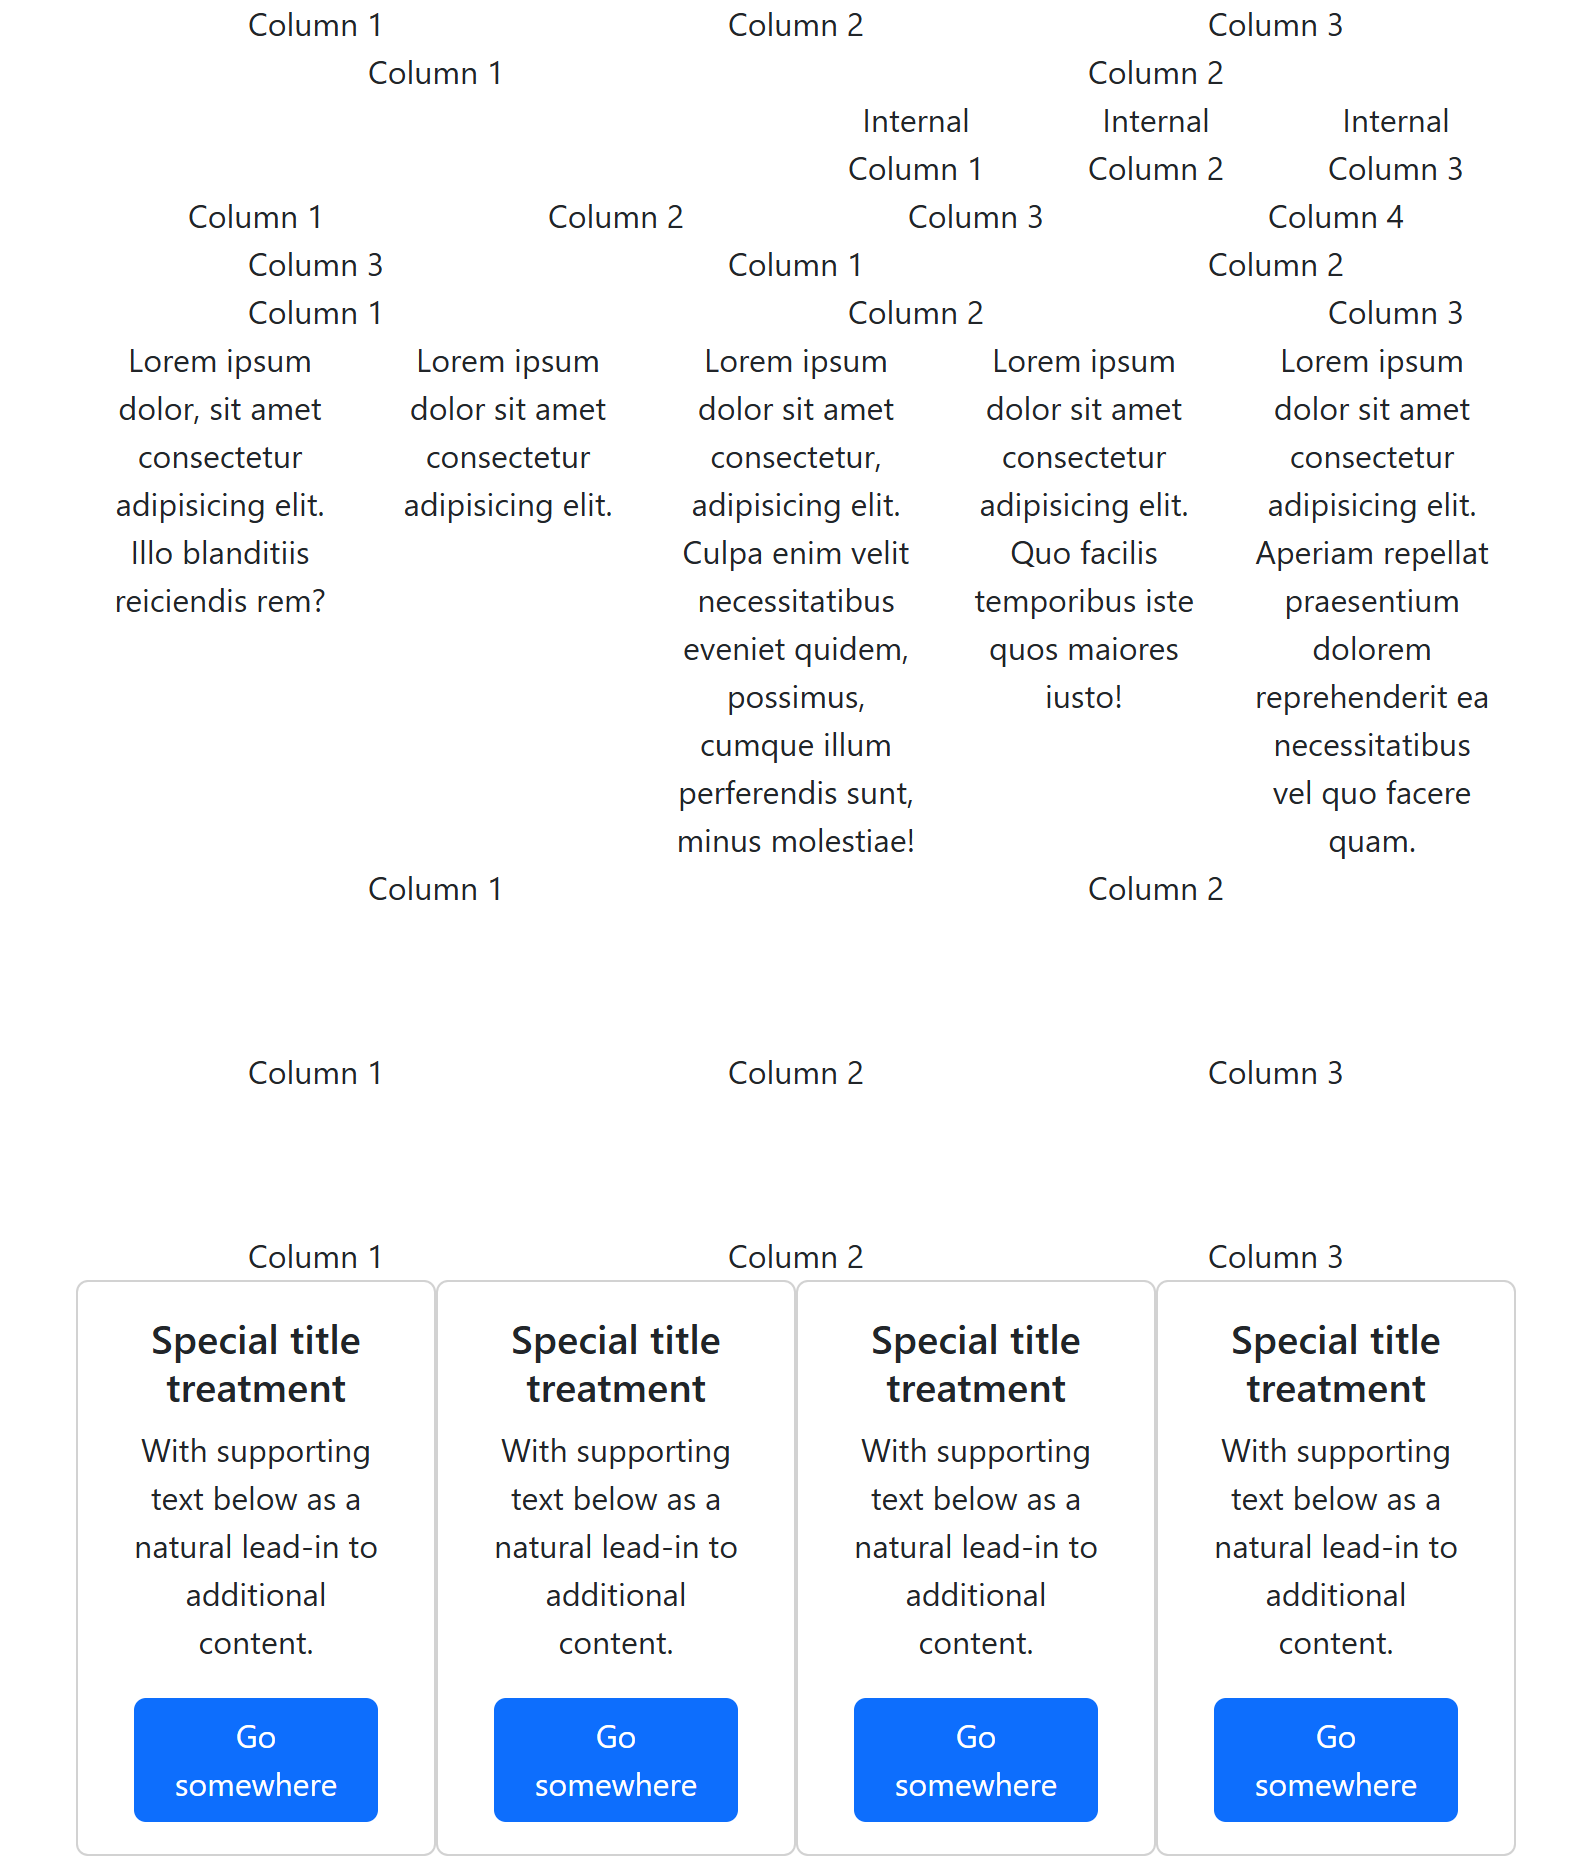 Column 1 Column 2 Column 3
Column 1 Column 2
Internal Internal Internal
Column 1 Column 2 Column 3
Column 1 Column 2 Column 3 Column 4
Column 3 Column 1 Column 2
Column 1 Column 2 Column 3
Lorem ipsum
dolor, sit amet
consectetur
adipisicing elit.
Illo blanditiis
reiciendis rem?
Lorem ipsum
dolor sit amet
consectetur
adipisicing elit.
Lorem ipsum
dolor sit amet
consectetur,
adipisicing elit.
Culpa enim velit
necessitatibus
eveniet quidem,
possimus,
cumque illum
perferendis sunt,
minus molestiae!
Lorem ipsum
dolor sit amet
consectetur
adipisicing elit.
Quo facilis
temporibus iste
quos maiores
iusto!
Lorem ipsum
dolor sit amet
consectetur
adipisicing elit.
Aperiam repellat
praesentium
dolorem
reprehenderit ea
necessitatibus
vel quo facere
quam.
Column 1 Column 2
Column 1 Column 2 Column 3
Column 1 Column 2 Column 3
Special title
treatment
With supporting
text below as a
natural lead-in to
additional
content.
Go
somewhere
Special title
treatment
With supporting
text below as a
natural lead-in to
additional
content.
Go
somewhere
Special title
treatment
With supporting
text below as a
natural lead-in to
additional
content.
Go
somewhere
Special title
treatment
With supporting
text below as a
natural lead-in to
additional
content.
Go
somewhere